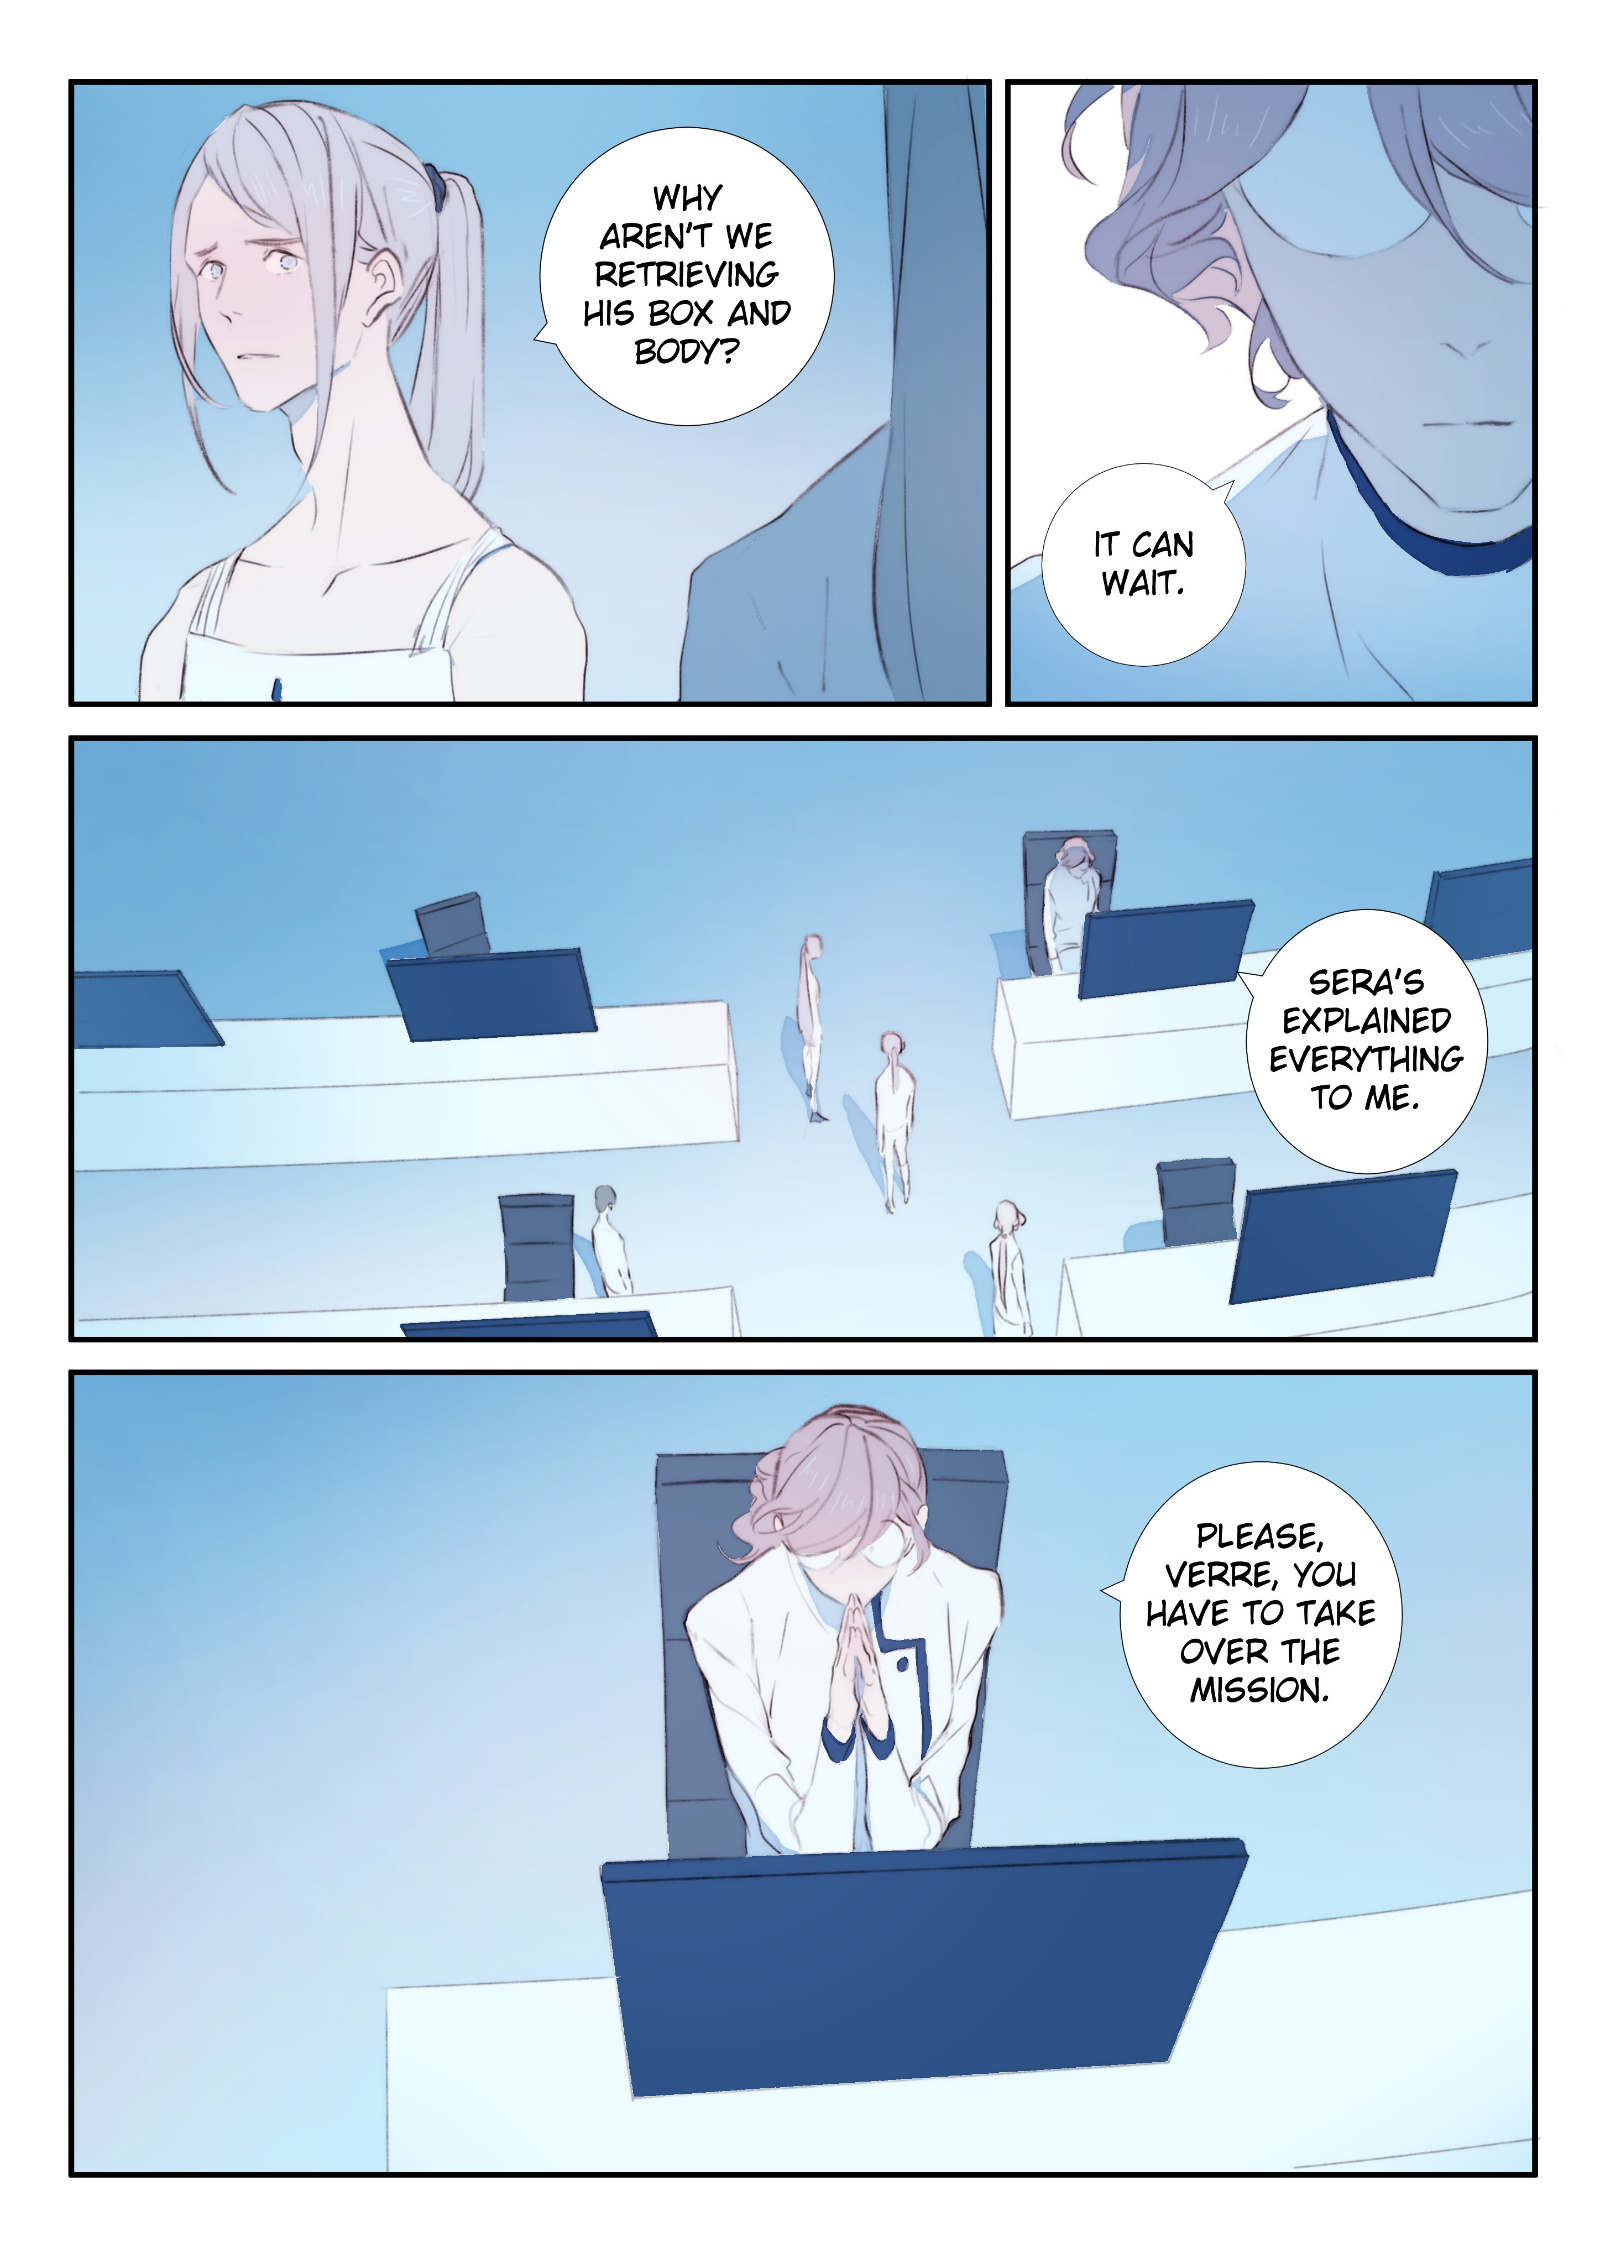 WHY
AREN'T WE
RETRIEVING
HIS BOX AND
BODY?
IT CAN
WAIT.
SERA'S
EXPLAINED
EVERYTHING
TO ME.
PLEASE,
VERRE, YOU
HAVE TO TAKE
OVER THE
MISSION.